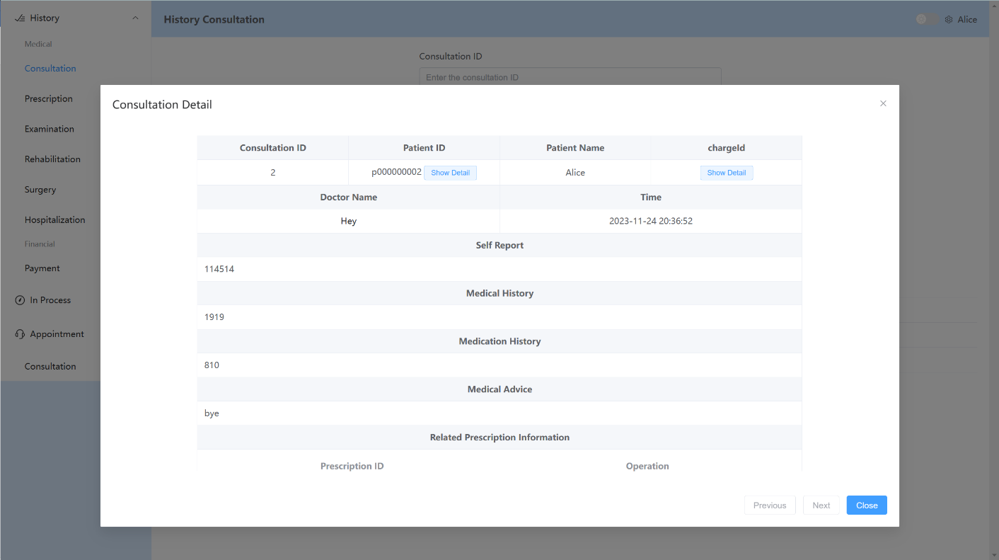 History
History Consultation
Alice
Medical
Consultation
Prescription
Examination
Rehabilitation
Surgery
Hospitalization
Financial
Payment
In Process
Appointment
Consultation
Consultation ID
Enter the consultation ID
Consultation Detail
Consultation ID Patient ID Patient Name chargeId
2 p000000002 Show Detail Alice Show Detail
Doctor Name Time
Hey 2023-11-24 20:36:52
Self Report
114514
Medical History
1919
Medication History
810
Medical Advice
bye
Related Prescription Information
Prescription ID Operation
Previous Next Close